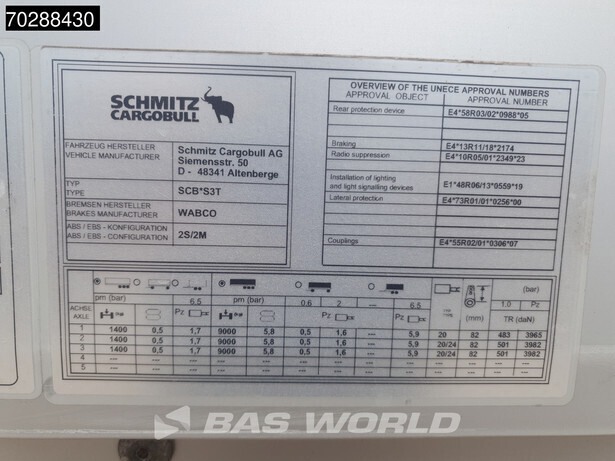 70288430
SCHMITZ
CARGOBULL
FAHRZEUG HERSTELLER
VEHICLE MANUFACTURER
Schmitz Cargobull AG
Siemensstr. 50
D - 48341 Altenberge
TYP
TYPE
SCB*S3T
BREMSEN HERSTELLER
BRAKES MANUFACTURER
WABCO
ABS / EBS - KONFIGURATION
ABS / EBS - CONFIGURATION
2S/2M
OVERVIEW OF THE UNECE APPROVAL NUMBERS
APPROVAL OBJECT APPROVAL NUMBER
Rear protection device E4*58R03/02*0988*05
Braking E4*13R11/18*2174
Radio suppression E4*10R05/01*2349*23
Installation of lighting
and light signalling devices E1*48R06/13*0559*19
Lateral protection E4*73R01/01*0256*00
Couplings E4*55R02/01*0306*07
pm (bar) 6.5 pm (bar) 0.6 2 --- 6.5 (bar)
1.0 Pz
ACHSE
AXLE
Pz Pz Pz (mm) TR (daN)
1 1400 0,5 1,7 9000 5,8 0,5 1,6 --- 5,9 20 82 483 3965
2 1400 0,5 1,7 9000 5,8 0,5 1,6 --- 5,9 20/24 82 501 3982
3 1400 0,5 1,7 9000 5,8 0,5 1,6 --- 5,9 20/24 82 501 3982
4 --- --- --- --- --- --- --- --- --- --- --- --- ---
5 --- --- --- --- --- --- --- --- --- --- --- --- ---
BAS WORLD